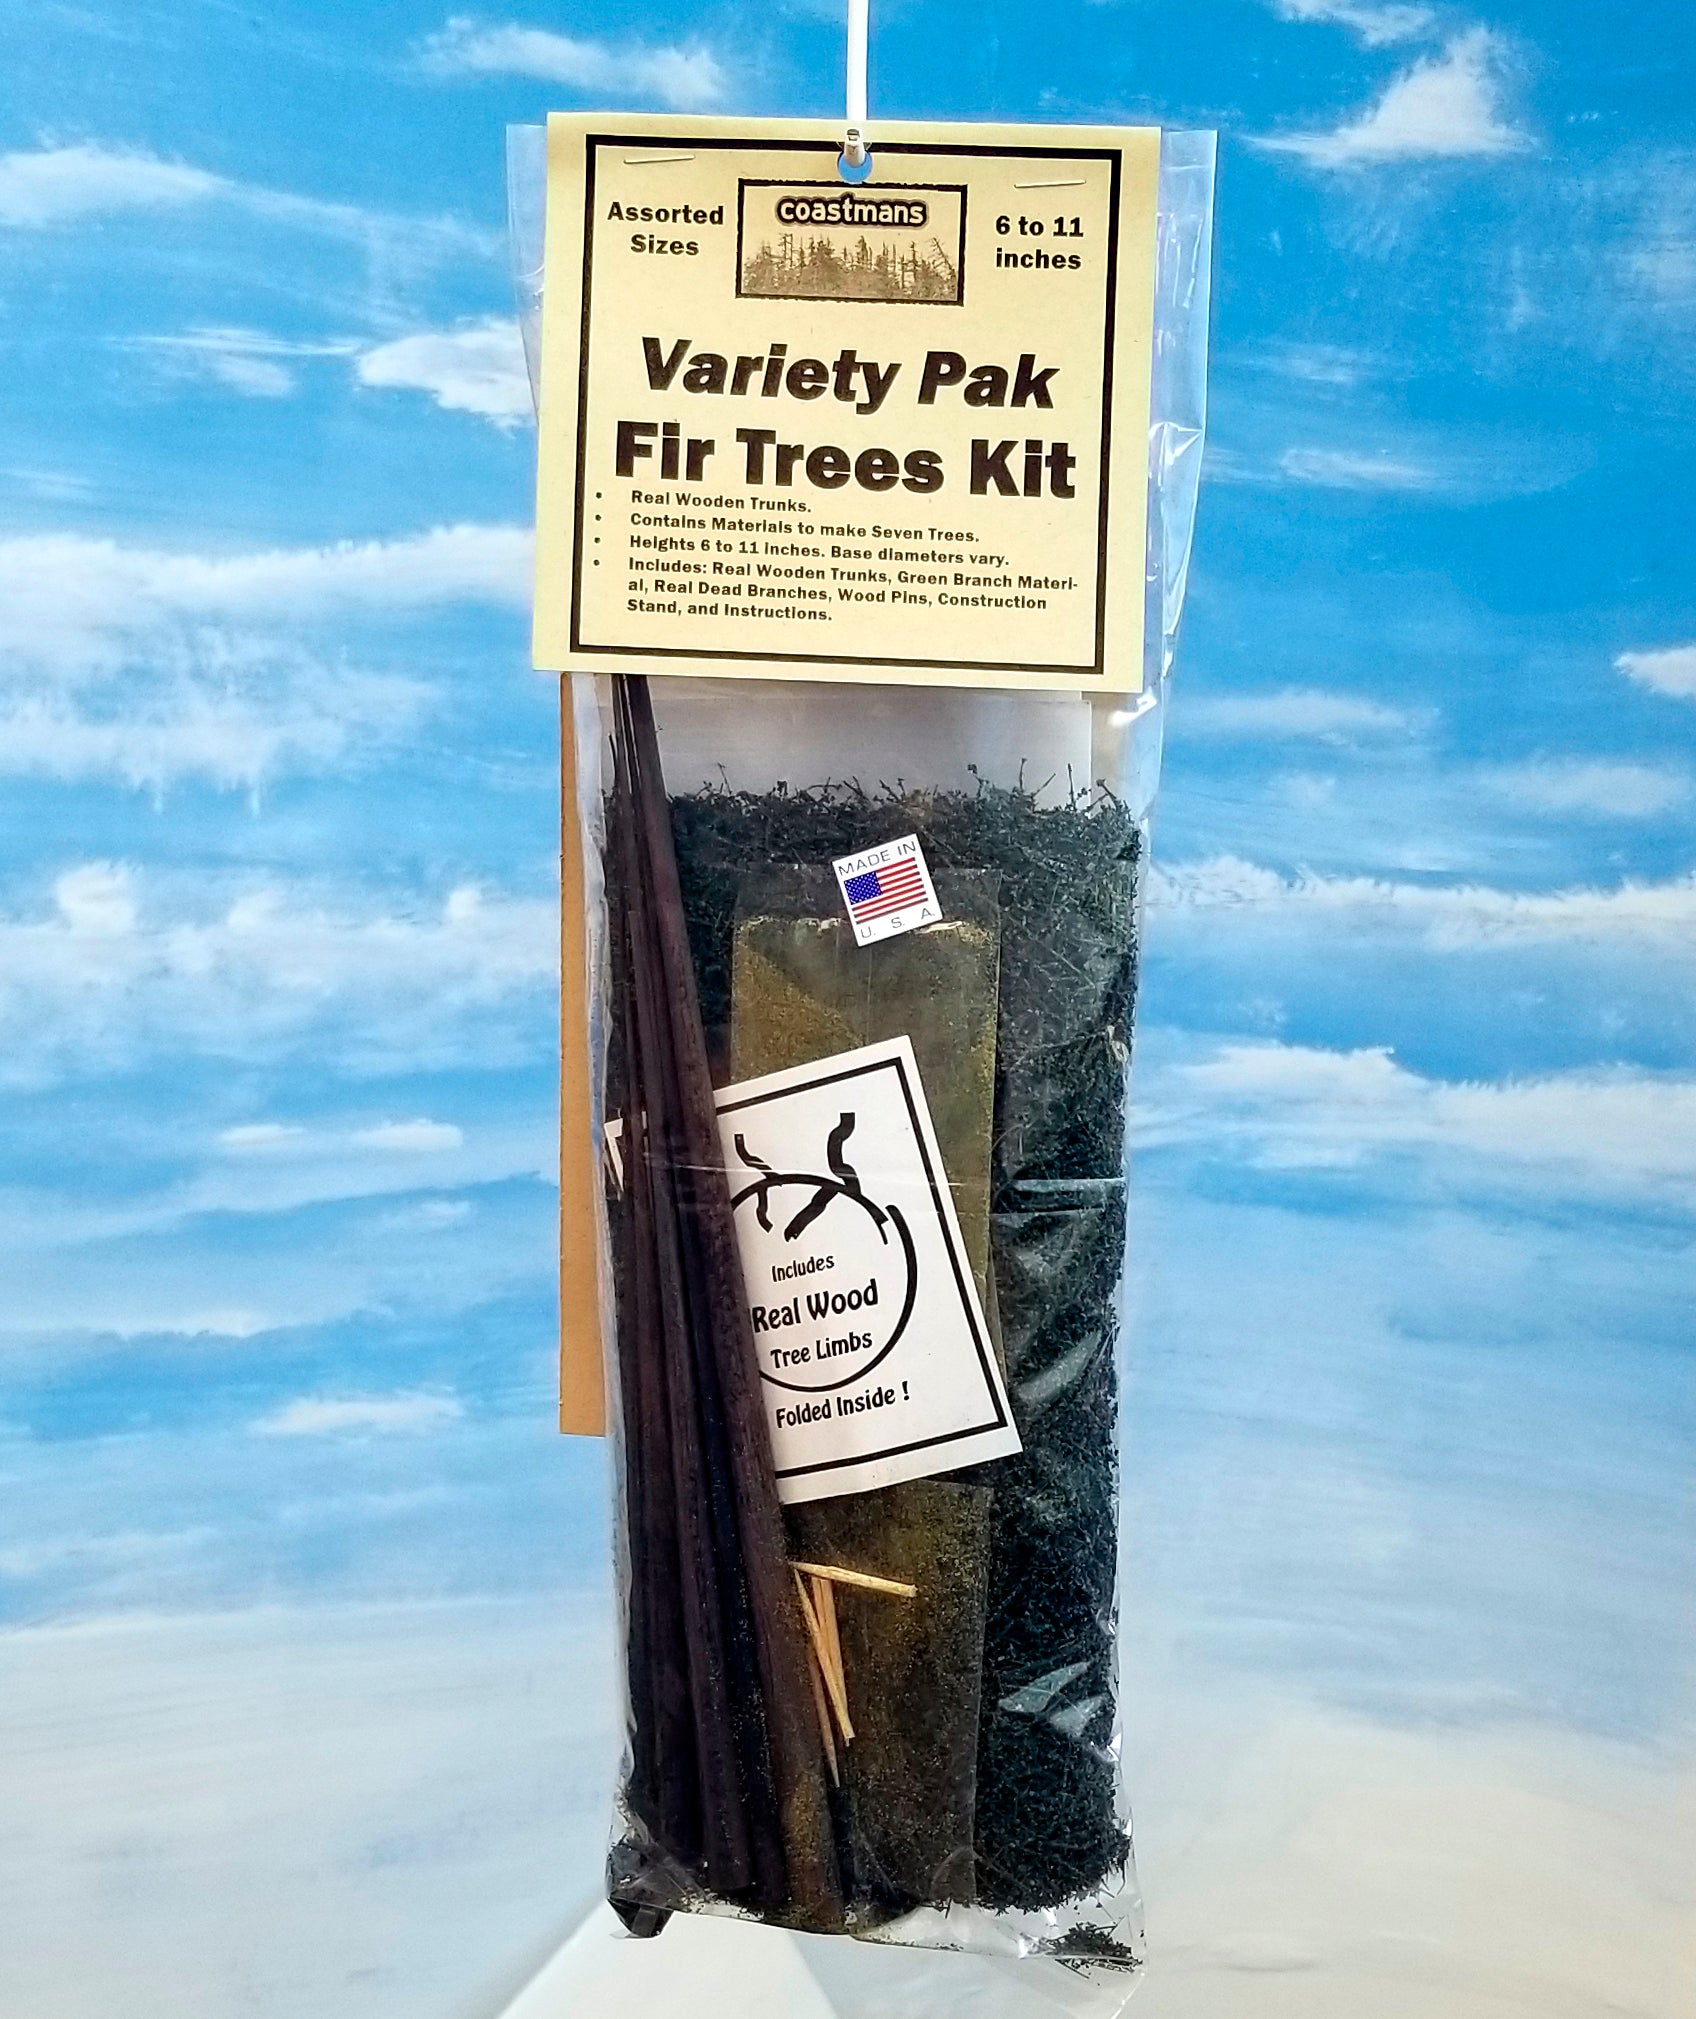 Assorted
Sizes
coastmans
6 to 11
inches
Variety Pak
Fir Trees Kit
• Real Wooden Trunks.
• Contains Materials to make Seven Trees.
• Heights 6 to 11 inches. Base diameters vary.
• Includes: Real Wooden Trunks, Green Branch Materi-
al, Real Dead Branches, Wood Pins, Construction
Stand, and Instructions.
MADE IN
U. S. A.
Includes
Real Wood
Tree Limbs
Folded Inside !